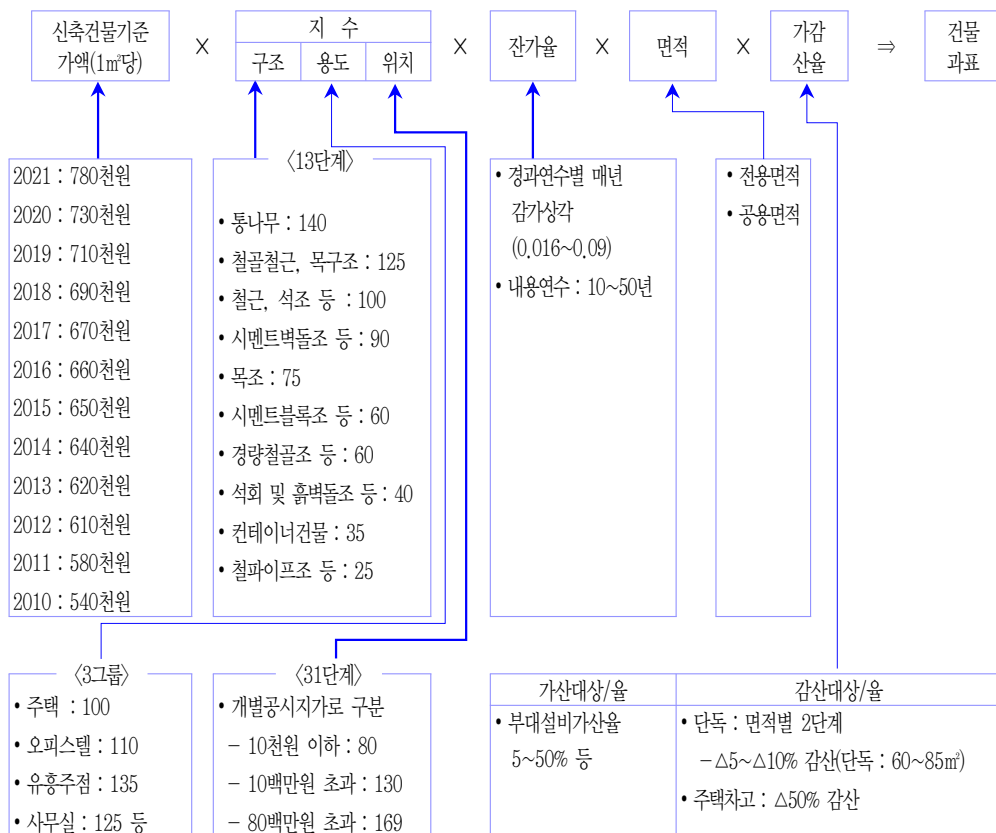 신축건물기준
가액(1㎡당)
×
지 수
구조 용도 위치
×
잔가율
×
면적
×
가감
산율
⇒
건물
과표
2021 : 780천원
2020 : 730천원
2019 : 710천원
2018 : 690천원
2017 : 670천원
2016 : 660천원
2015 : 650천원
2014 : 640천원
2013 : 620천원
2012 : 610천원
2011 : 580천원
2010 : 540천원
〈13단계〉
• 통나무 : 140
• 철골철근, 목구조 : 125
• 철근, 석조 등 : 100
• 시멘트벽돌조 등 : 90
• 목조 : 75
• 시멘트블록조 등 : 60
• 경량철골조 등 : 60
• 석회 및 흙벽돌조 등 : 40
• 컨테이너건물 : 35
• 철파이프조 등 : 25
• 경과연수별 매년
감가상각
(0.016~0.09)
• 내용연수 : 10~50년
• 전용면적
• 공용면적
〈3그룹〉
• 주택 : 100
• 오피스텔 : 110
• 유흥주점 : 135
• 사무실 : 125 등
〈31단계〉
• 개별공시지가로 구분
- 10천원 이하 : 80
- 10백만원 초과 : 130
- 80백만원 초과 : 169
가산대상/율
• 부대설비가산율
5~50% 등
감산대상/율
• 단독 : 면적별 2단계
- △5~△10% 감산(단독 : 60~85㎡)
• 주택차고 : △50% 감산